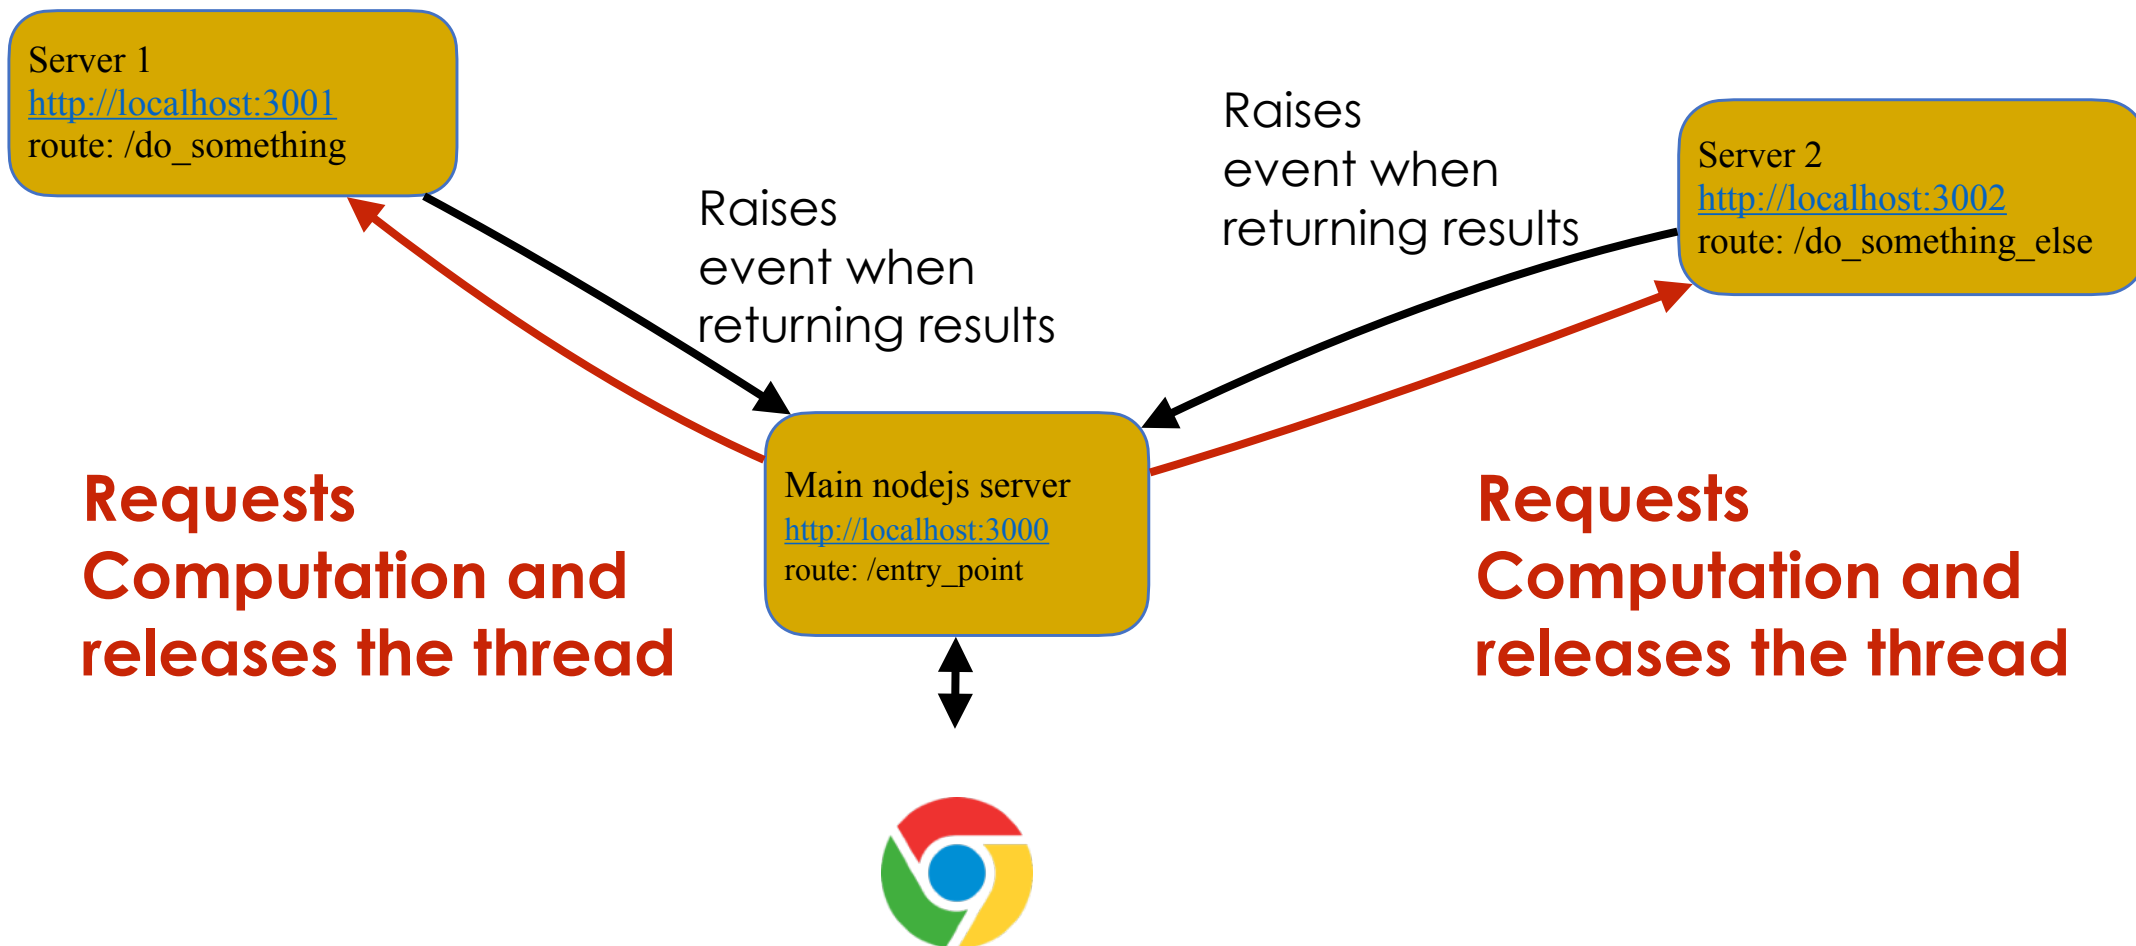 Server 1
http://localhost:3001
route: /do_something
Raises
event when
returning results
Raises
event when
returning results
Server 2
http://localhost:3002
route: /do_something_else
Requests
Computation and
releases the thread
Main nodejs server
http://localhost:3000
route: /entry_point
Requests
Computation and
releases the thread